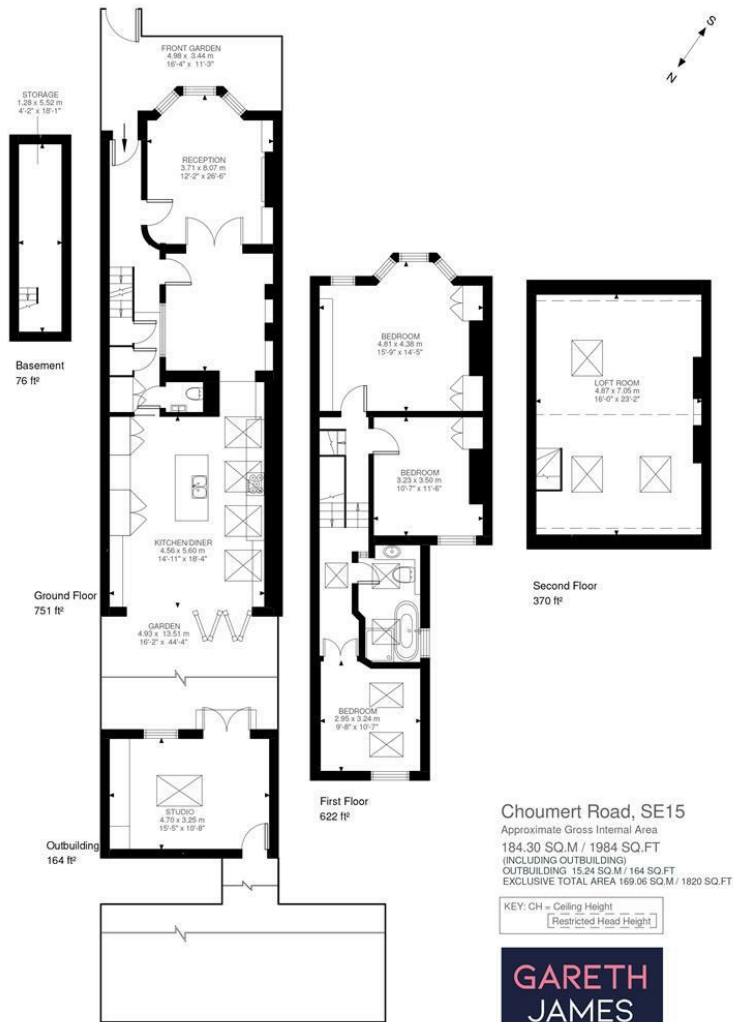 S
N
FRONT GARDEN
4.98 x 3.44 m
16'-4" x 11'-3"
STORAGE
1.28 x 5.52 m
4'-2" x 18'-1"
RECEPTION
3.71 x 8.07 m
12'-2" x 26'-6"
Basement
76 ft²
BEDROOM
4.81 x 4.38 m
15'-9" x 14'-5"
LOFT ROOM
4.87 x 7.05 m
16'-0" x 23'-2"
BEDROOM
3.23 x 3.50 m
10'-7" x 11'-6"
KITCHEN/DINER
4.56 x 5.60 m
14'-11" x 18'-4"
Ground Floor
751 ft²
Second Floor
370 ft²
GARDEN
4.93 x 13.51 m
16'-2" x 44'-4"
BEDROOM
2.95 x 3.24 m
9'-8" x 10'-7"
STUDIO
4.70 x 3.25 m
15'-5" x 10'-8"
Outbuilding
164 ft²
First Floor
622 ft²
Choumert Road, SE15
Approximate Gross Internal Area
184.30 SQ.M / 1984 SQ.FT
(INCLUDING OUTBUILDING)
OUTBUILDING 15.24 SQ.M / 164 SQ.FT
EXCLUSIVE TOTAL AREA 169.06 SQ.M / 1820 SQ.FT
KEY: CH = Ceiling Height
Restricted Head Height
GARETH
JAMES